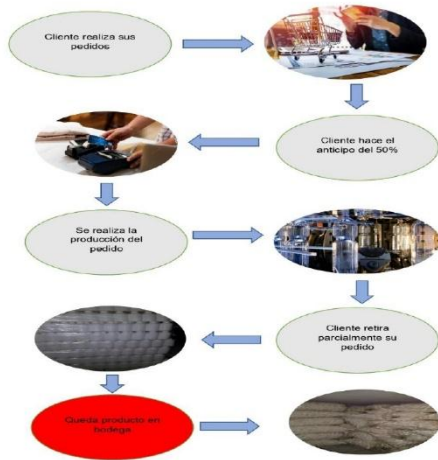 Cliente realiza sus
pedidos
Cliente hace el
anticipo del 50%
Se realiza la
producción del
pedido
Cliente retira
parcialmente su
pedido
Queda producto en
bodega